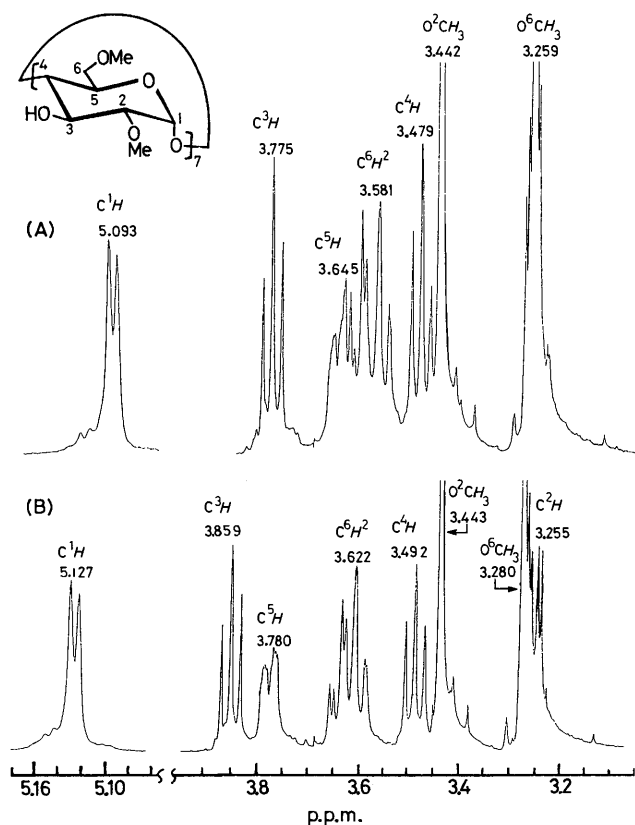 OMe
4
6
O
5
HO
2
1
3
O
Me
O
7
(A)
C¹H
5.093
C³H
3.775
C⁵H
3.645
C⁶H²
3.581
C⁴H
3.479
O²CH₃
3.442
O⁶CH₃
3.259
(B)
C¹H
5.127
C³H
3.859
C⁵H
3.780
C⁶H²
3.622
C⁴H
3.492
O²CH₃
3.443
O⁶CH₃
3.280
C²H
3.255
5.16 5.10 3.8 3.6 3.4 3.2
p.p.m.